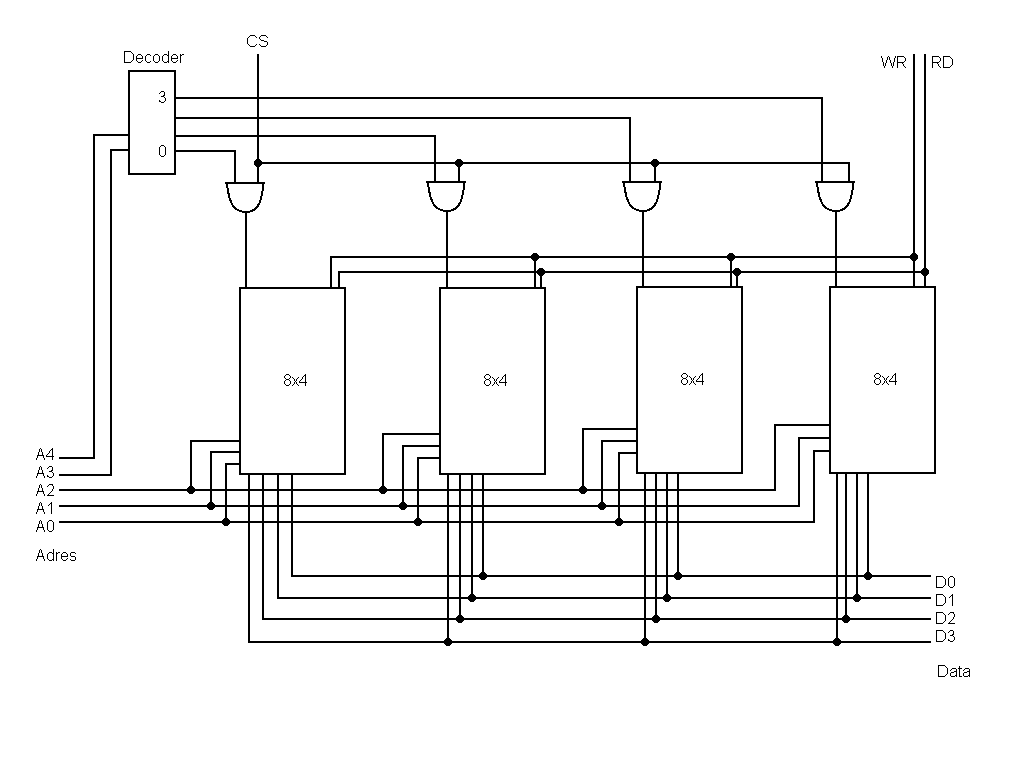 CS
Decoder
WR
RD
3
0
8x4
8x4
8x4
8x4
A4
A3
A2
A1
A0
Adres
D0
D1
D2
D3
Data